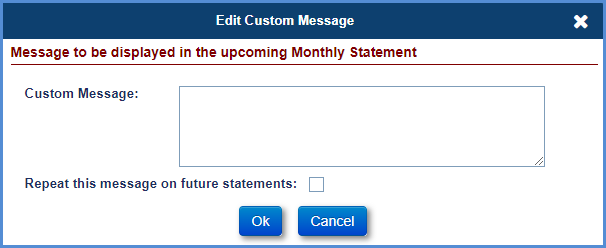 Edit Custom Message
Message to be displayed in the upcoming Monthly Statement
Custom Message:
Repeat this message on future statements:
Ok Cancel